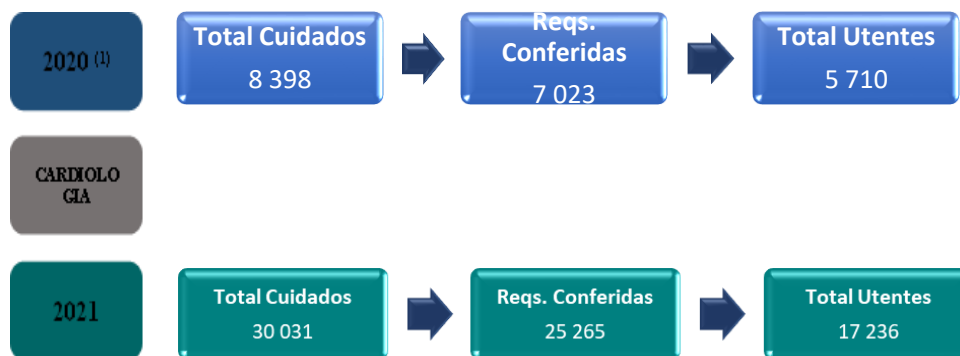 2020 (1)
Total Cuidados
8 398
Reqs.
Conferidas
7 023
Total Utentes
5 710
CARDIOLO
GIA
2021
Total Cuidados
30 031
Reqs. Conferidas
25 265
Total Utentes
17 236